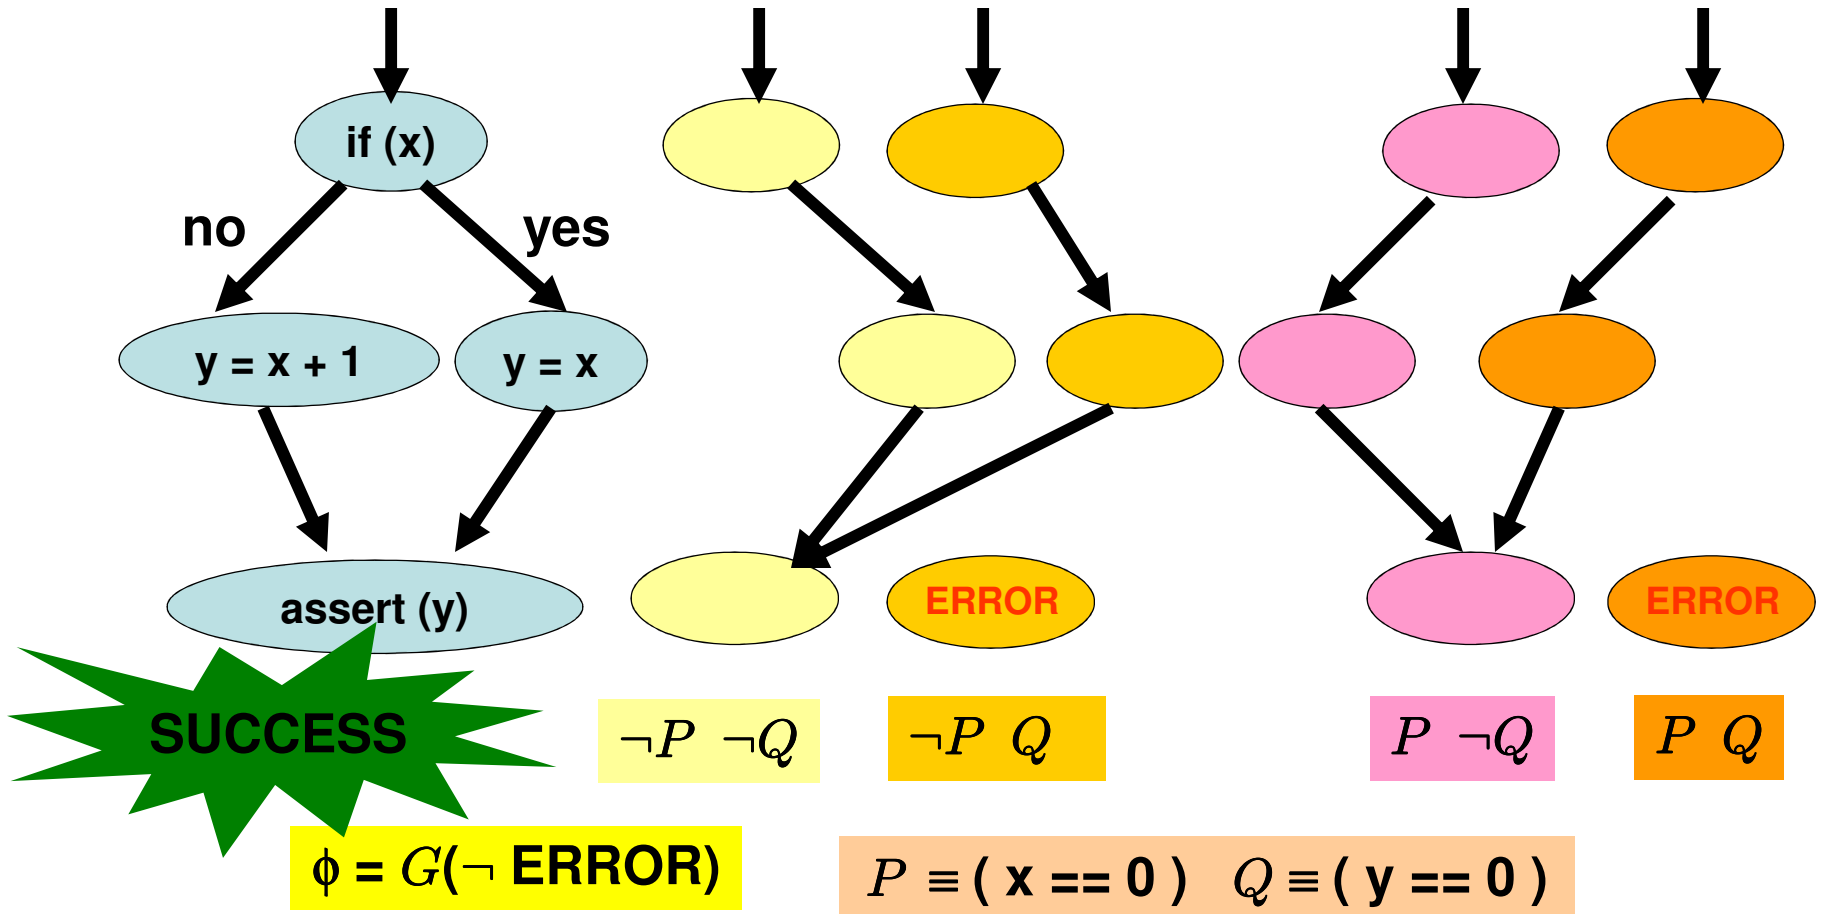 if (x)
no
yes
y = x + 1
y = x
assert (y)
ERROR
ERROR
SUCCESS
¬P ¬Q
¬P Q
P ¬Q
P Q
ϕ = G(¬ ERROR)
P ≡ ( x == 0 ) Q ≡ ( y == 0 )